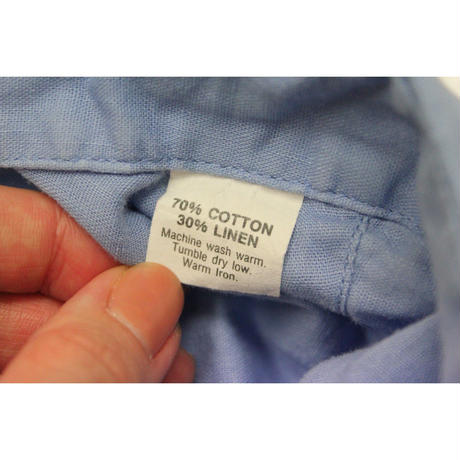 70% COTTON
30% LINEN
Machine wash warm.
Tumble dry low.
Warm Iron.